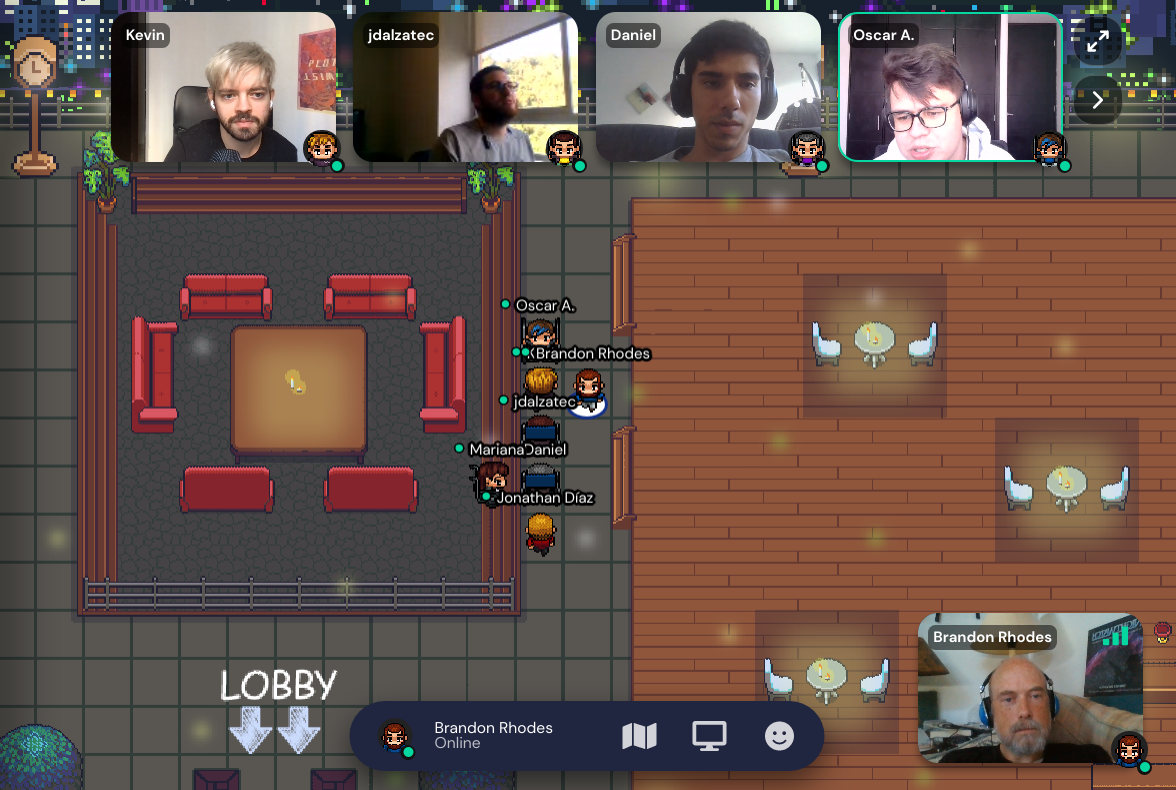 Kevin
jdalzatec
Daniel
Oscar A.
Oscar A.
Brandon Rhodes
jdalzatec
Mariana
Daniel
Jonathan Díaz
Brandon Rhodes
LOBBY
Brandon Rhodes
Online